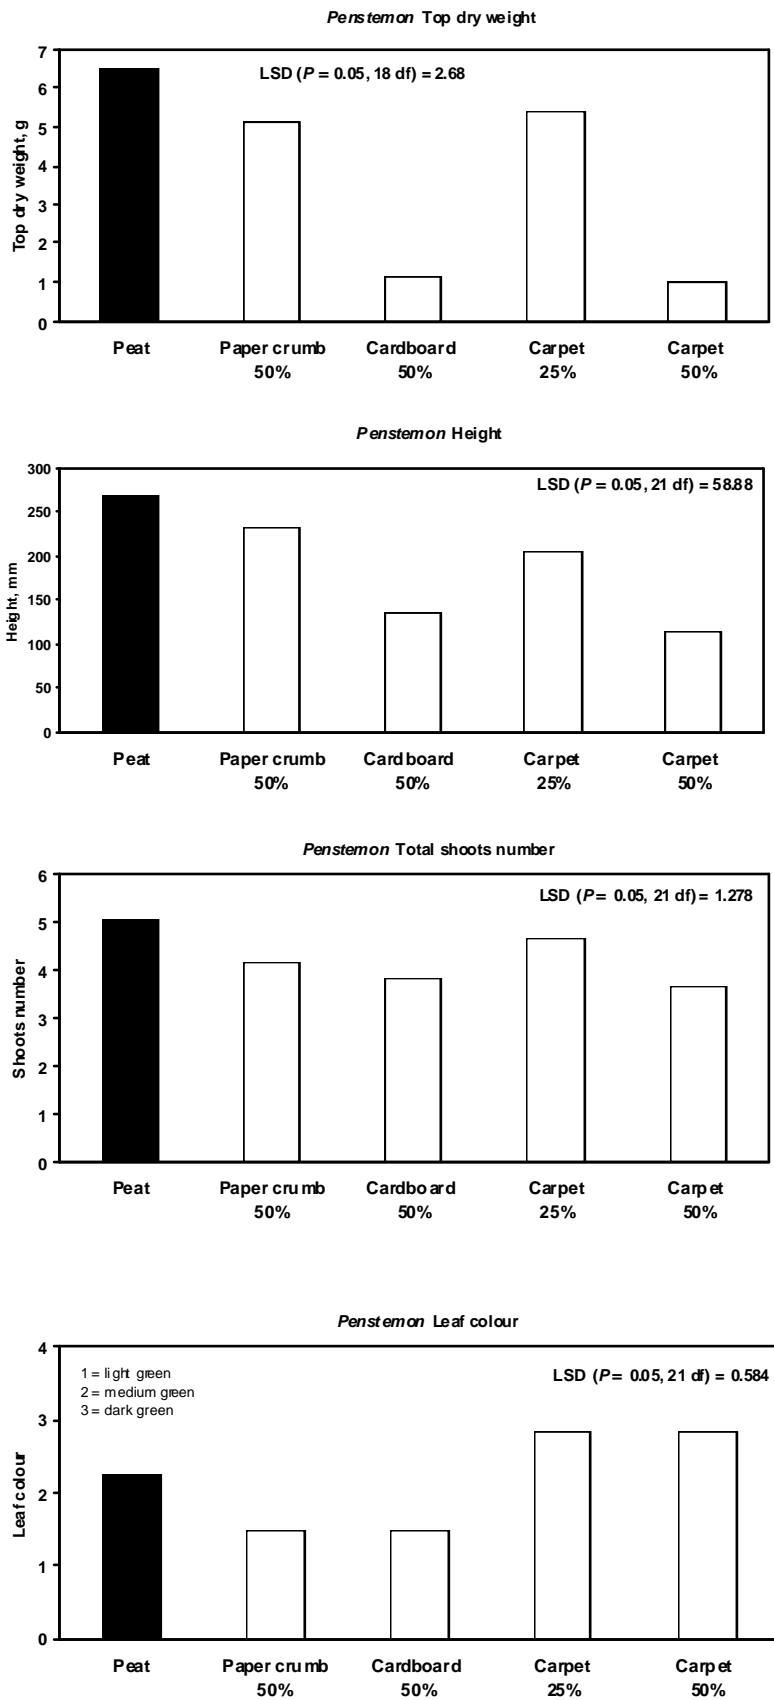 Penstemon Top dry weight
LSD (P = 0.05, 18 df) = 2.68
Top dry weight, g
7
6
5
4
3
2
1
0
Peat
Paper crumb
50%
Cardboard
50%
Carpet
25%
Carpet
50%
Penstemon Height
LSD (P = 0.05, 21 df) = 58.88
Height, mm
300
250
200
150
100
50
0
Peat
Paper crumb
50%
Cardboard
50%
Carpet
25%
Carpet
50%
Penstemon Total shoots number
LSD (P = 0.05, 21 df) = 1.278
Shoots number
6
5
4
3
2
1
0
Peat
Paper crumb
50%
Cardboard
50%
Carpet
25%
Carpet
50%
Penstemon Leaf colour
1 = light green
2 = medium green
3 = dark green
LSD (P = 0.05, 21 df) = 0.584
Leaf colour
4
3
2
1
0
Peat
Paper crumb
50%
Cardboard
50%
Carpet
25%
Carpet
50%